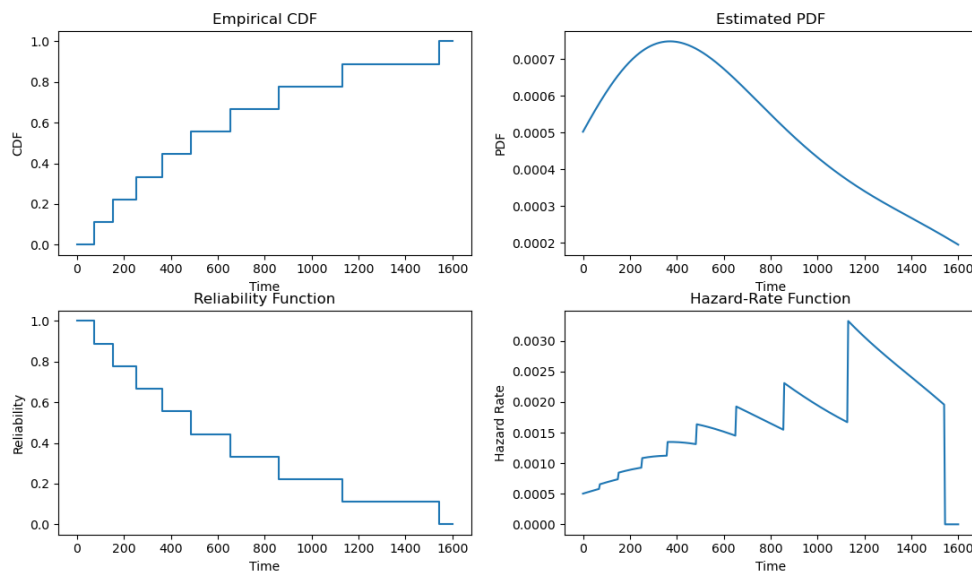 Empirical CDF
1.0
0.8
0.6
0.4
0.2
0.0
CDF
0 200 400 600 800 1000 1200 1400 1600
Time
Estimated PDF
0.0007
0.0006
0.0005
0.0004
0.0003
0.0002
PDF
0 200 400 600 800 1000 1200 1400 1600
Time
Reliability Function
1.0
0.8
0.6
0.4
0.2
0.0
Reliability
0 200 400 600 800 1000 1200 1400 1600
Time
Hazard-Rate Function
0.0030
0.0025
0.0020
0.0015
0.0010
0.0005
0.0000
Hazard Rate
0 200 400 600 800 1000 1200 1400 1600
Time